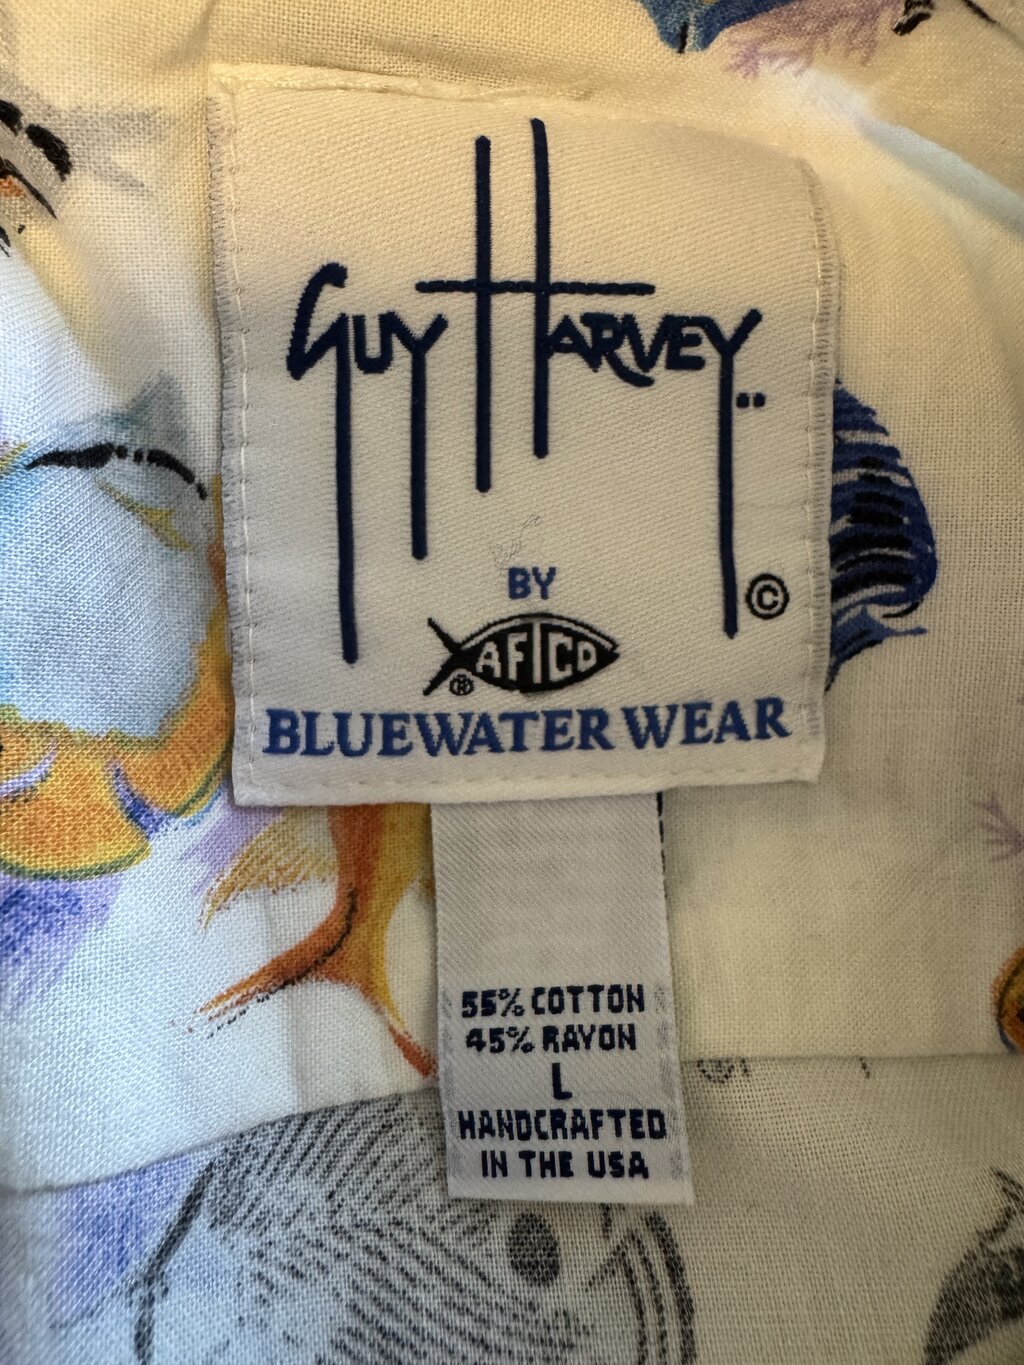 GUY HARVEY
BY
©
AFTCO
®
BLUEWATER WEAR
55% COTTON
45% RAYON
L
HANDCRAFTED
IN THE USA